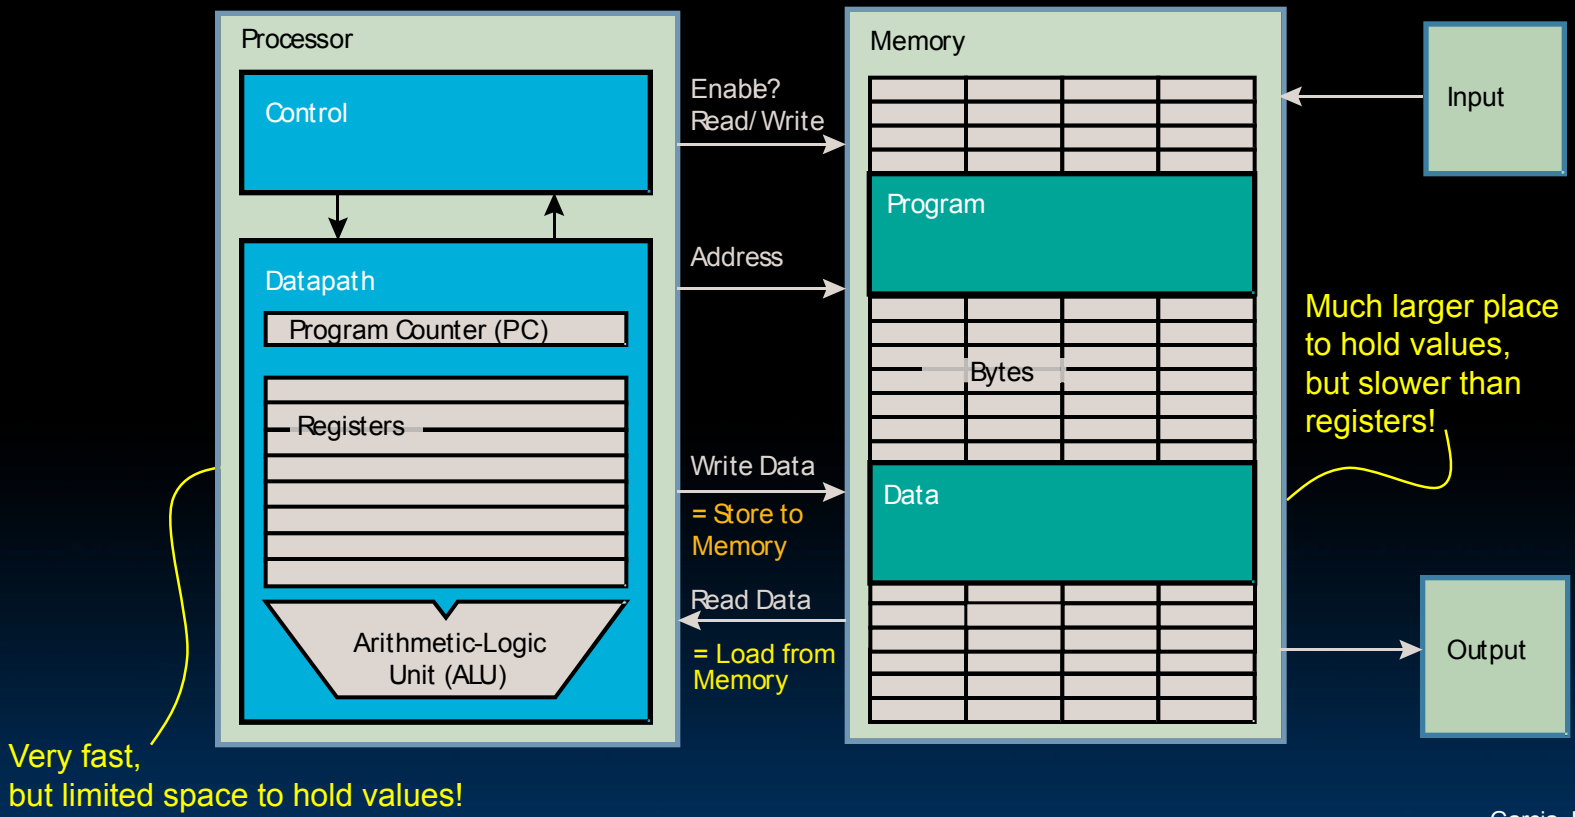 Processor
Control
Datapath
Program Counter (PC)
Registers
Arithmetic-Logic
Unit (ALU)
Very fast,
but limited space to hold values!
Enable?
Read/Write
Address
Write Data
= Store to
Memory
Read Data
= Load from
Memory
Memory
Program
Bytes
Data
Input
Much larger place
to hold values,
but slower than
registers!
Output